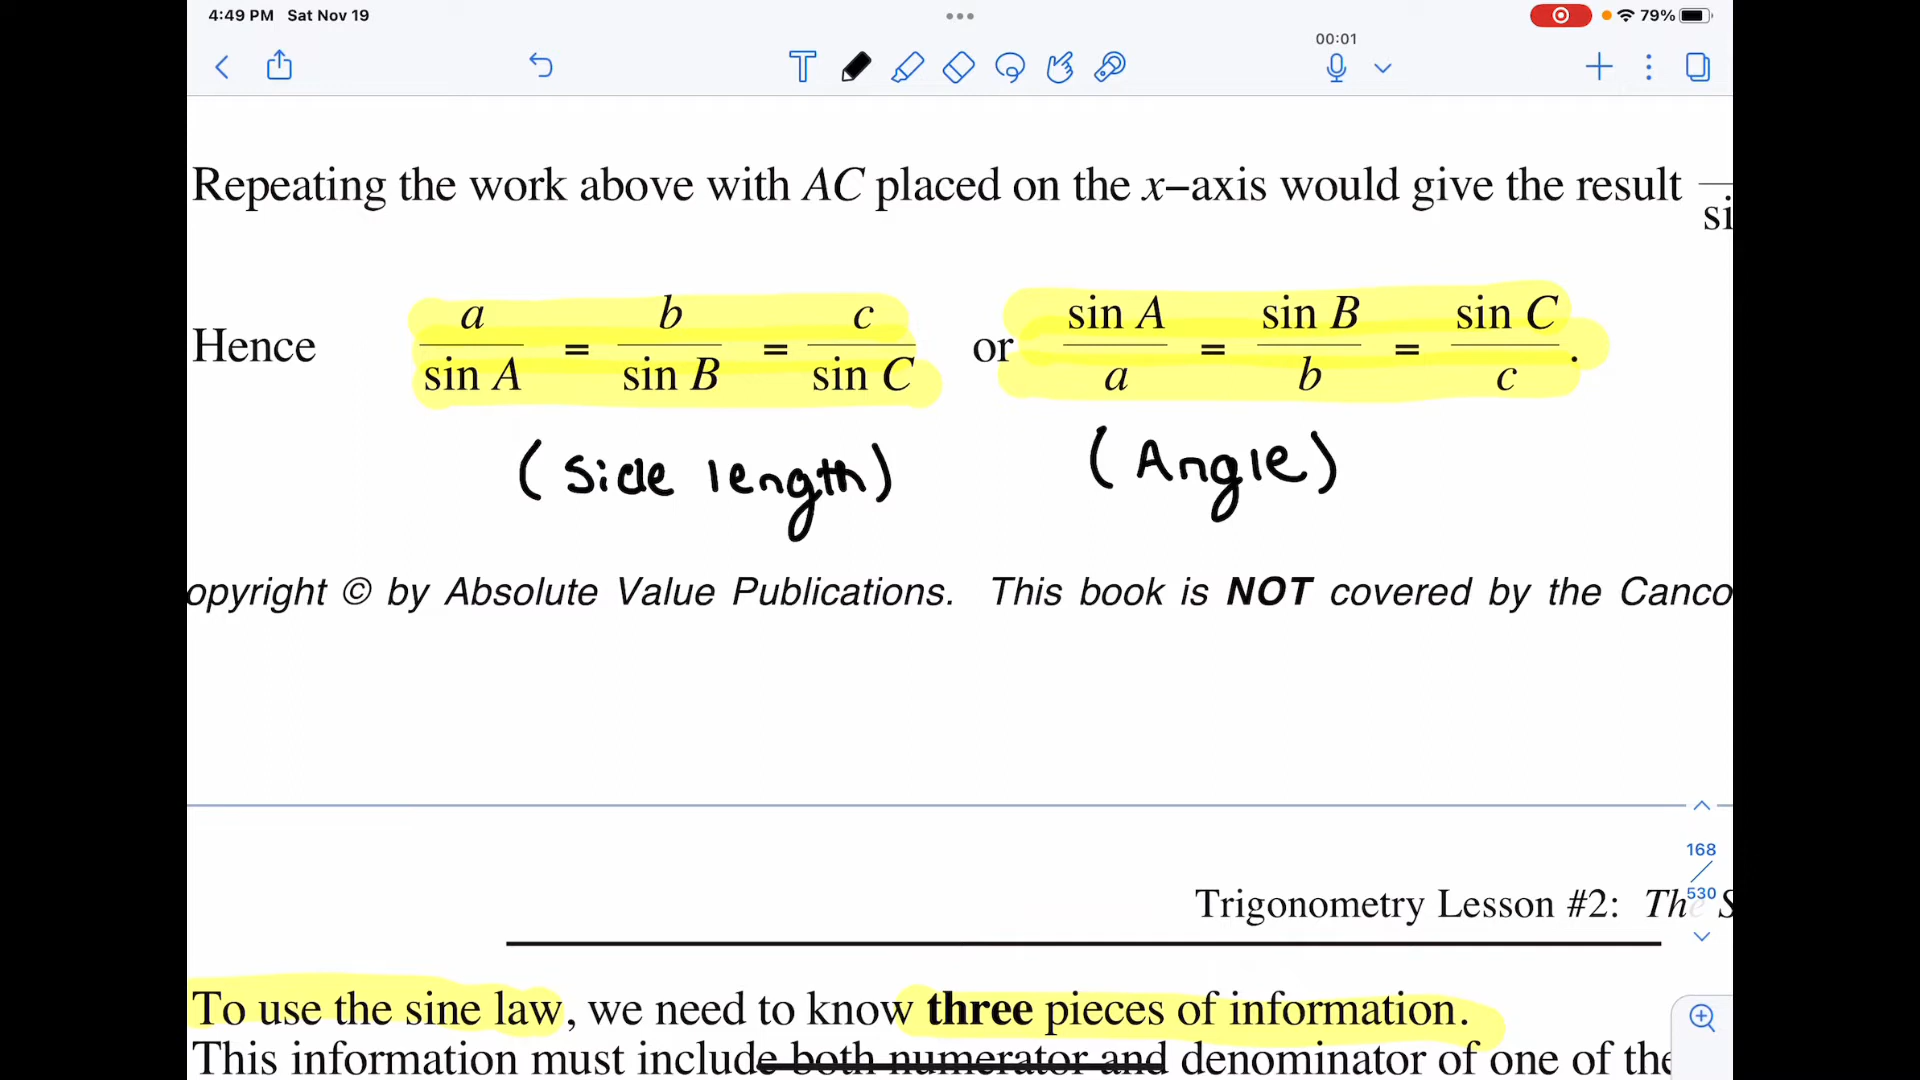 4:49 PM Sat Nov 19
79%
00:01
Repeating the work above with AC placed on the x–axis would give the result
si
Hence a/sin A = b/sin B = c/sin C or sin A/a = sin B/b = sin C/c .
(Side length) (Angle)
opyright © by Absolute Value Publications. This book is NOT covered by the Canco
168/530
Trigonometry Lesson #2: The S
To use the sine law, we need to know three pieces of information.
This information must include both numerator and denominator of one of the